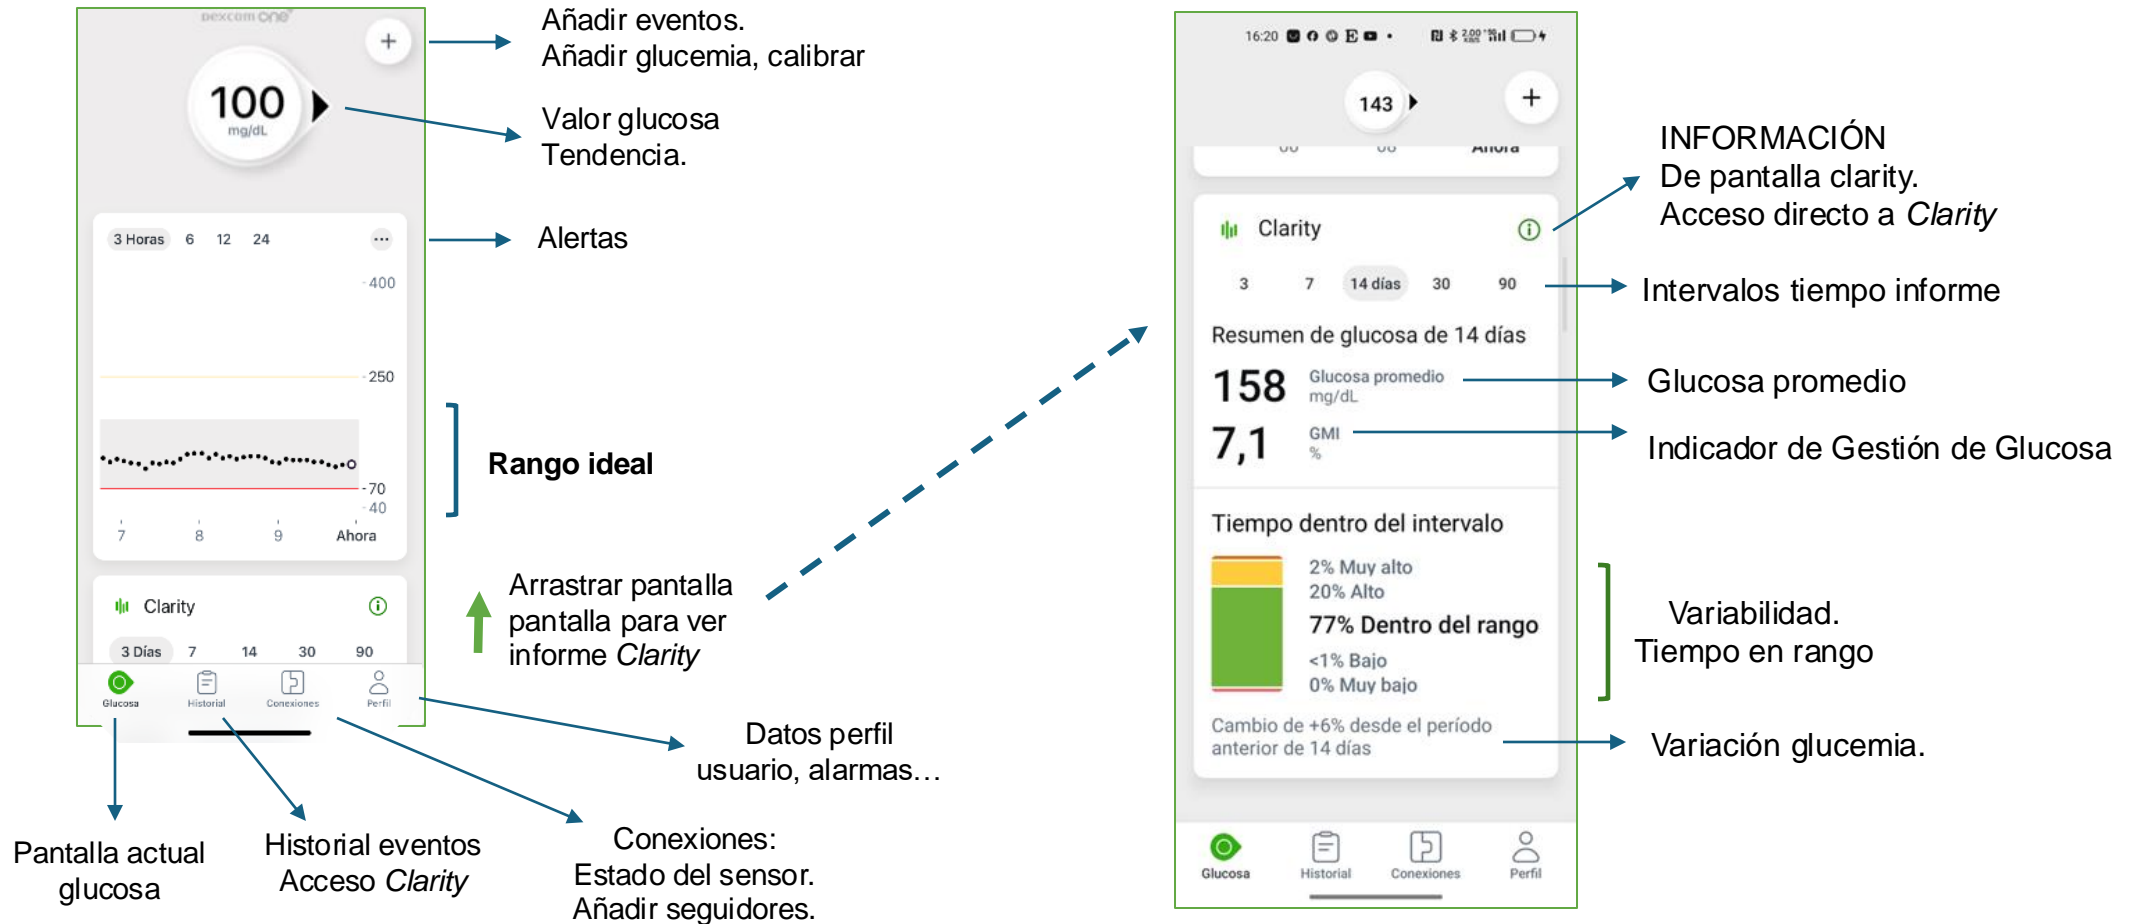 Dexcom ONE+
+
100
mg/dL
3 Horas 6 12 24 ...
400
250
70
40
7 8 9 Ahora
Clarity
3 Días 7 14 30 90
Glucosa Historial Conexiones Perfil
Añadir eventos.
Añadir glucemia, calibrar
Valor glucosa
Tendencia.
Alertas
Rango ideal
Arrastrar pantalla
pantalla para ver
informe Clarity
Datos perfil
usuario, alarmas…
Pantalla actual
glucosa
Historial eventos
Acceso Clarity
Conexiones:
Estado del sensor.
Añadir seguidores.
16:20
143
+
Ahora
Clarity
3 7 14 días 30 90
Resumen de glucosa de 14 días
158 Glucosa promedio
mg/dL
7,1 GMI
%
Tiempo dentro del intervalo
2% Muy alto
20% Alto
77% Dentro del rango
<1% Bajo
0% Muy bajo
Cambio de +6% desde el período
anterior de 14 días
Glucosa Historial Conexiones Perfil
INFORMACIÓN
De pantalla clarity.
Acceso directo a Clarity
Intervalos tiempo informe
Glucosa promedio
Indicador de Gestión de Glucosa
Variabilidad.
Tiempo en rango
Variación glucemia.